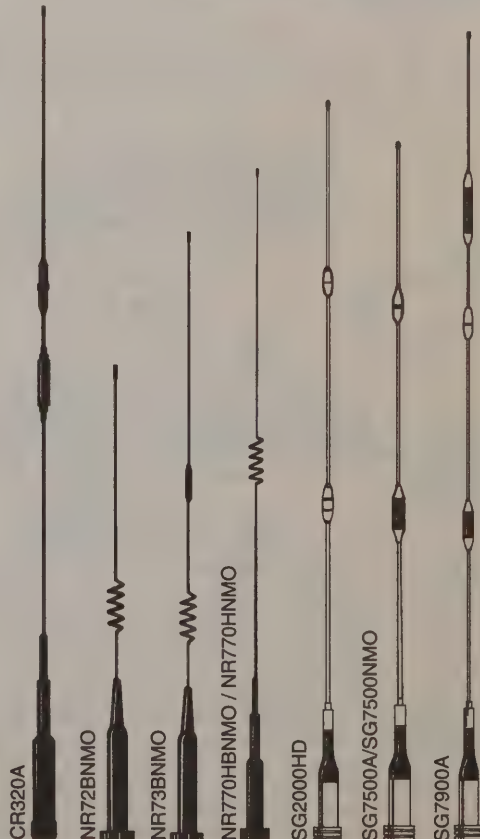 CR320A
NR72BNMO
NR73BNMO
NR770HBNMO / NR770HNMO
SG2000HD
SG7500A/SG7500NMO
SG7900A